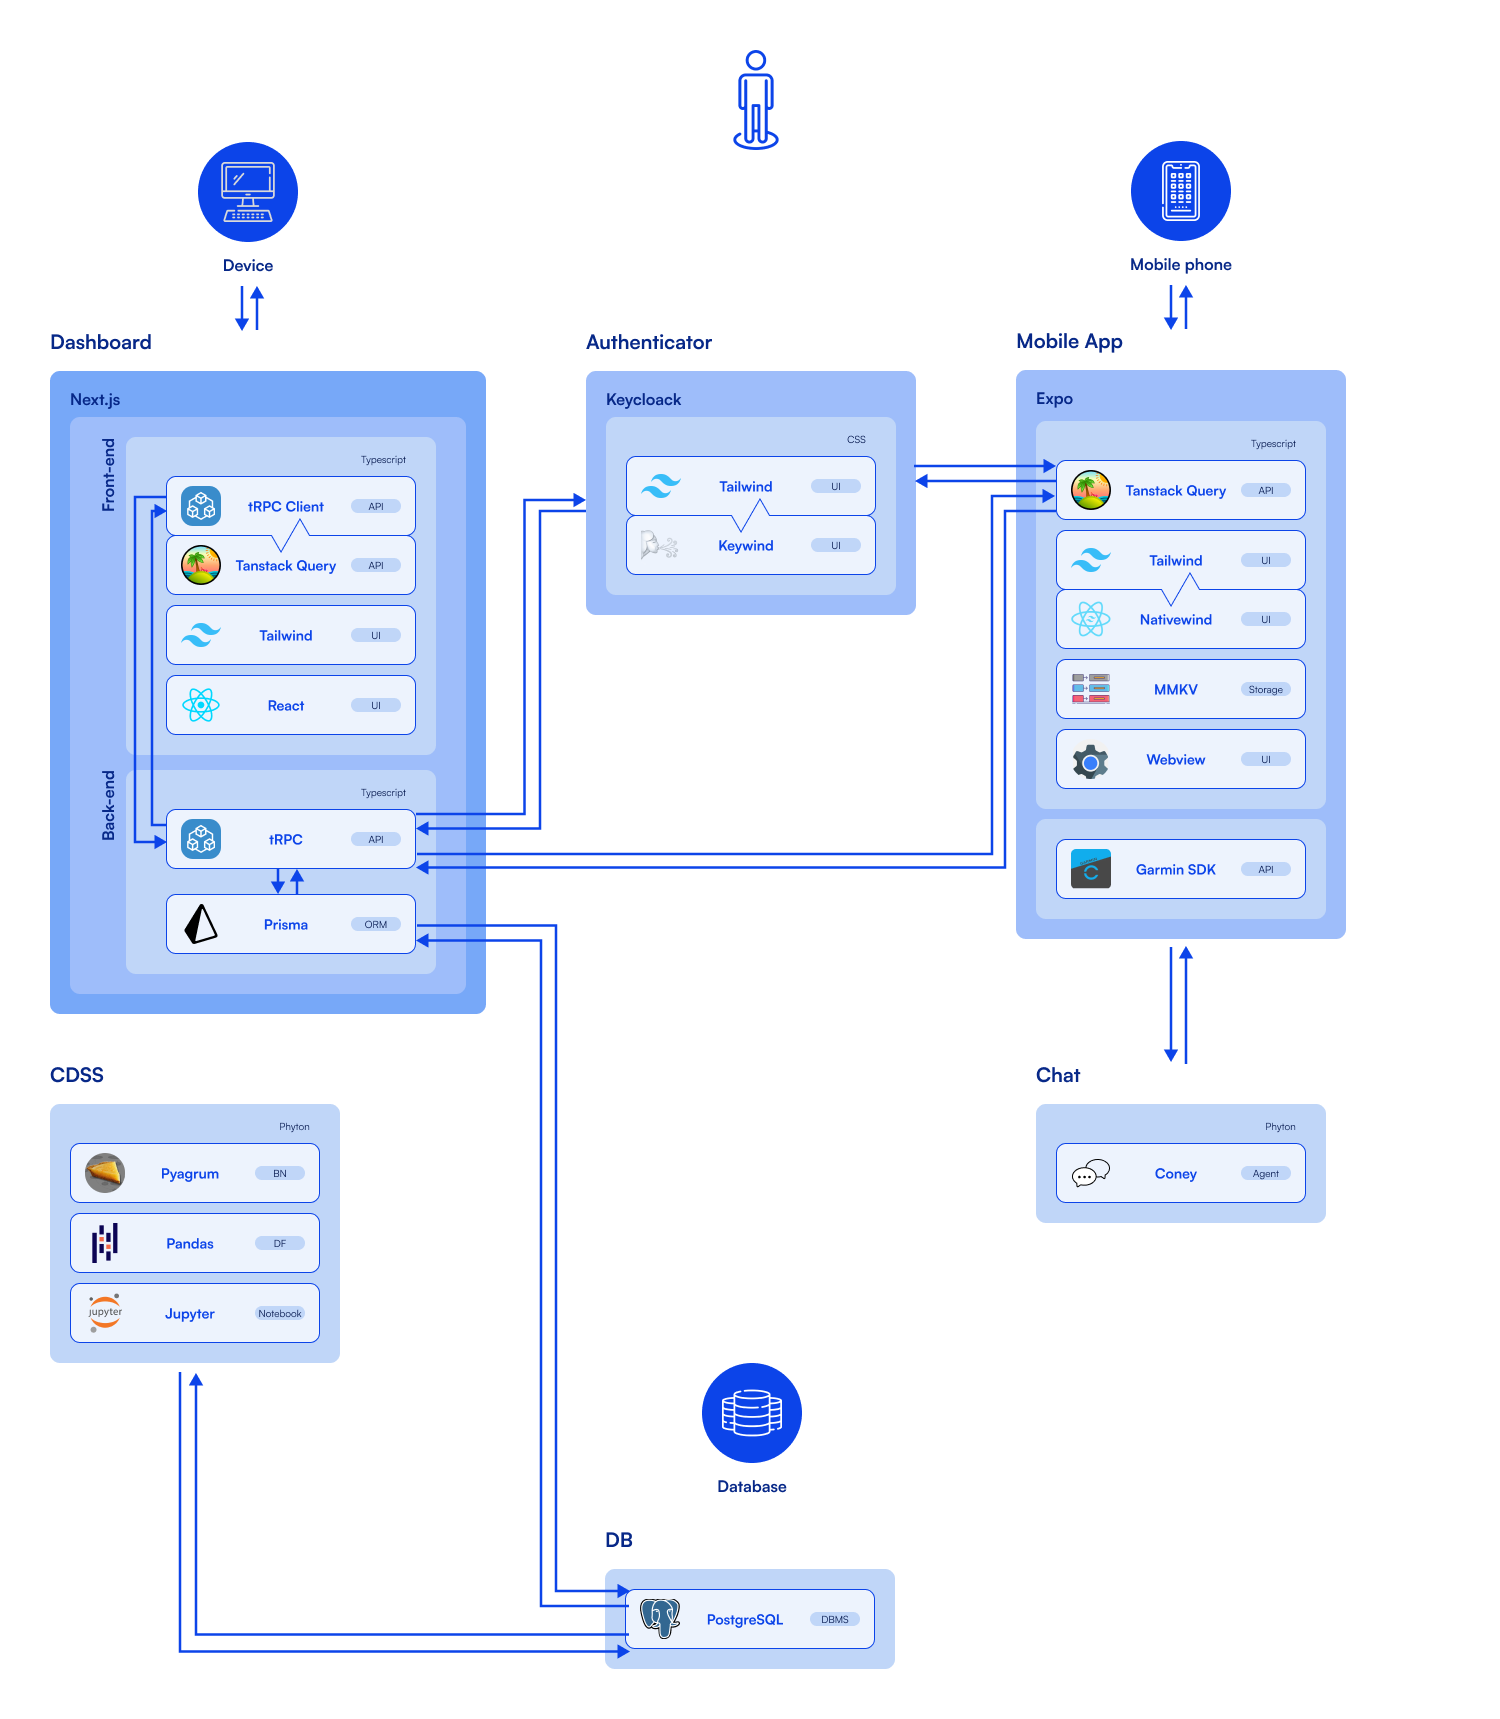 Device
Mobile phone
Dashboard
Authenticator
Mobile App
Next.js
Front-end
Typescript
tRPC Client
API
Tanstack Query
API
Tailwind
UI
React
UI
Back-end
Typescript
tRPC
API
Prisma
ORM
Keycloack
CSS
Tailwind
UI
Keywind
UI
Expo
Typescript
Tanstack Query
API
Tailwind
UI
Nativewind
UI
MMKV
Storage
Webview
UI
Garmin SDK
API
CDSS
Phyton
Pyagrum
BN
Pandas
DF
jupyter
Jupyter
Notebook
Chat
Phyton
Coney
Agent
Database
DB
PostgreSQL
DBMS